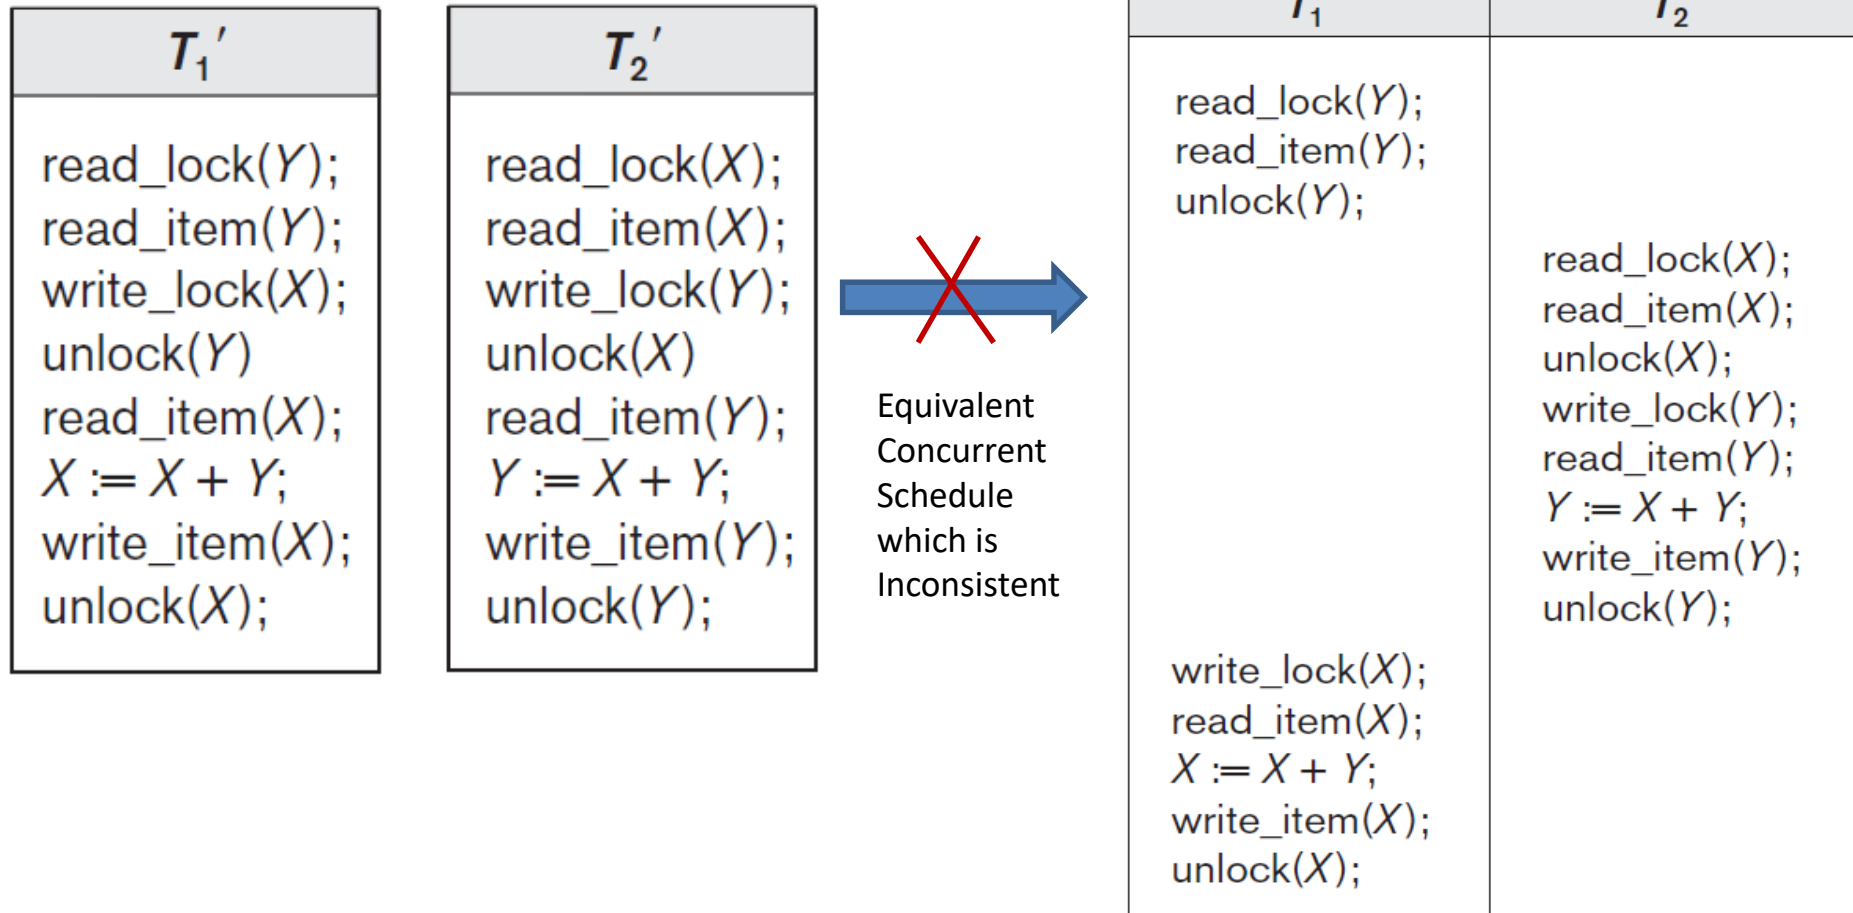 T₁′
read_lock(Y);
read_item(Y);
write_lock(X);
unlock(Y)
read_item(X);
X := X + Y;
write_item(X);
unlock(X);
T₂′
read_lock(X);
read_item(X);
write_lock(Y);
unlock(X)
read_item(Y);
Y := X + Y;
write_item(Y);
unlock(Y);
Equivalent
Concurrent
Schedule
which is
Inconsistent
T₁
T₂
read_lock(Y);
read_item(Y);
unlock(Y);
read_lock(X);
read_item(X);
unlock(X);
write_lock(Y);
read_item(Y);
Y := X + Y;
write_item(Y);
unlock(Y);
write_lock(X);
read_item(X);
X := X + Y;
write_item(X);
unlock(X);